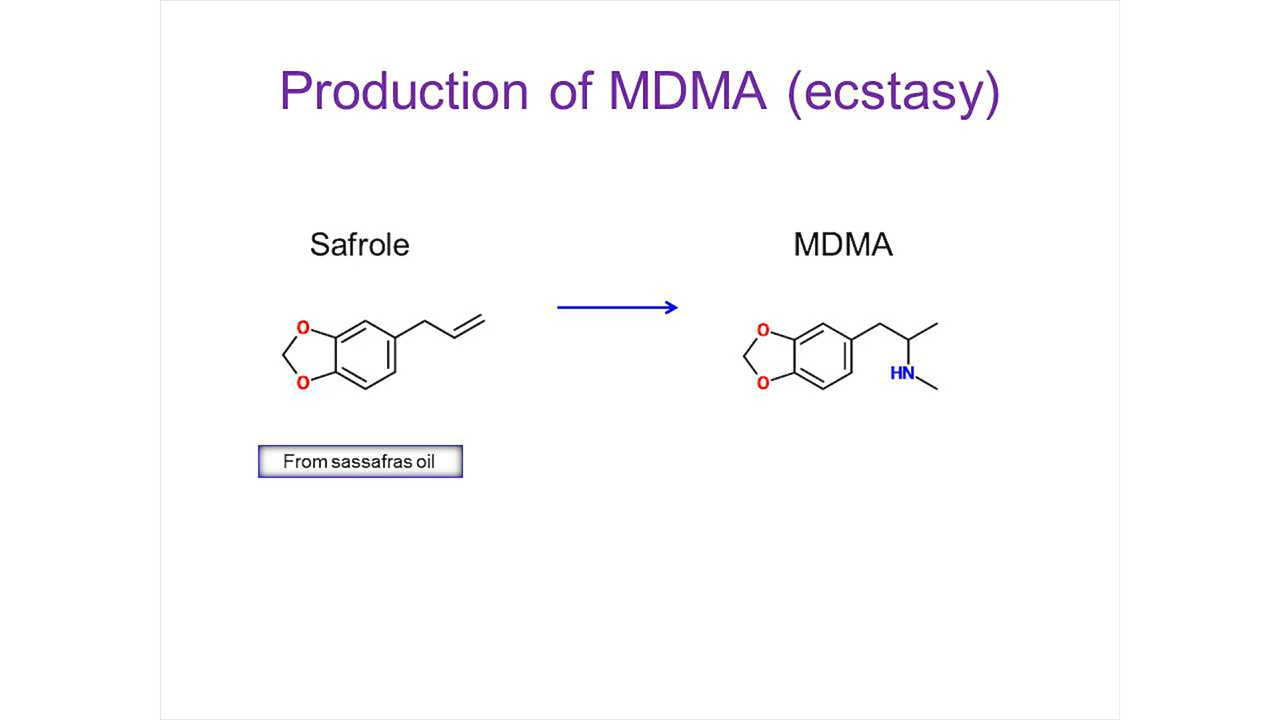 Production of MDMA (ecstasy)
Safrole
MDMA
O
O
O
O
HN
From sassafras oil